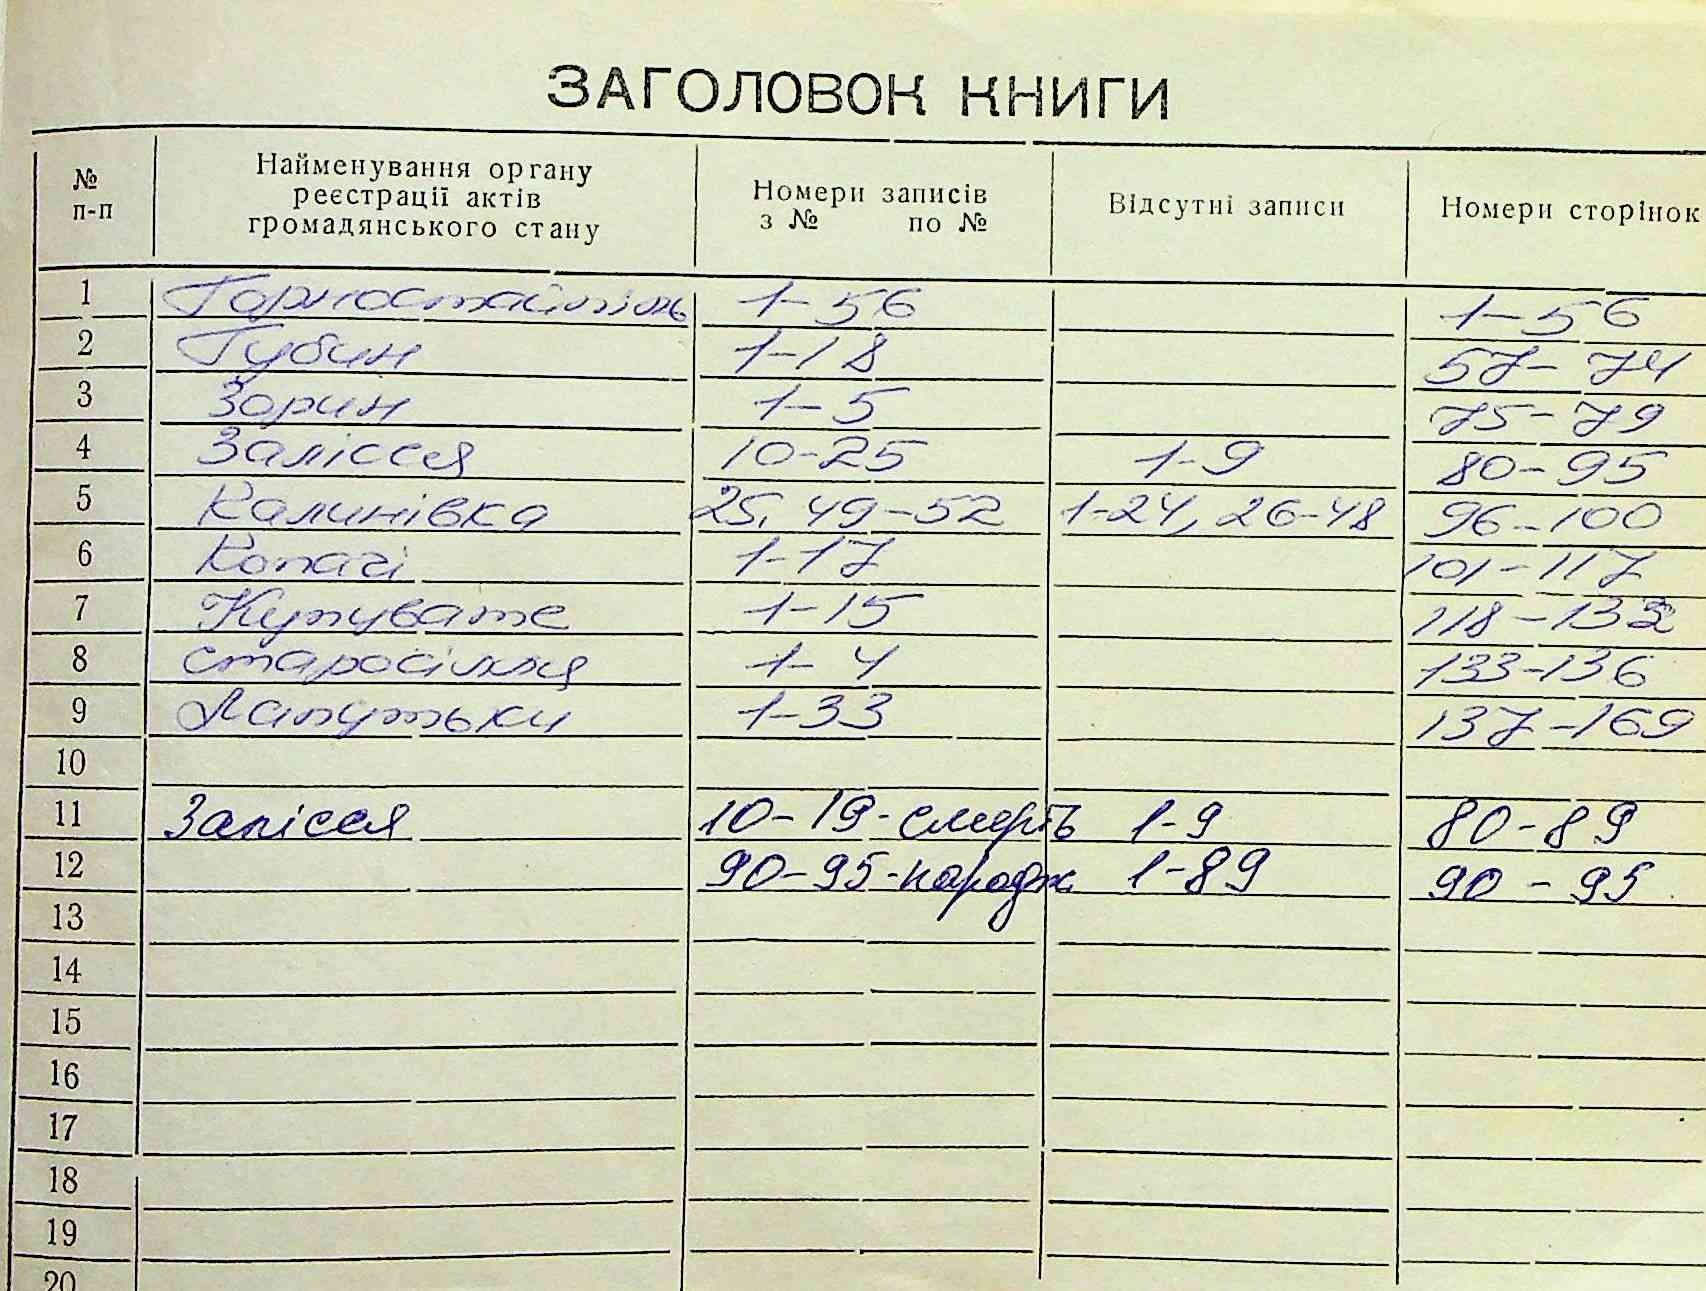 ЗАГОЛОВОК КНИГИ
№ п-п Найменування органу реєстрації актів громадянського стану Номери записів з № по № Відсутні записи Номери сторінок
1 Горностайпіль 1-56 1-56
2 Губин 1-18 57-74
3 Зорин 1-5 75-79
4 Залісся 10-25 1-9 80-95
5 Калинівка 25, 49-52 1-24, 26-48 96-100
6 Копачі 1-17 101-117
7 Купувате 1-15 118-132
8 Старосілля 1-4 133-136
9 Лапутьки 1-33 137-169
10
11 Залісся 10-19-смерть 1-9 80-89
12 90-95-народж. 1-89 90-95
13
14
15
16
17
18
19
20